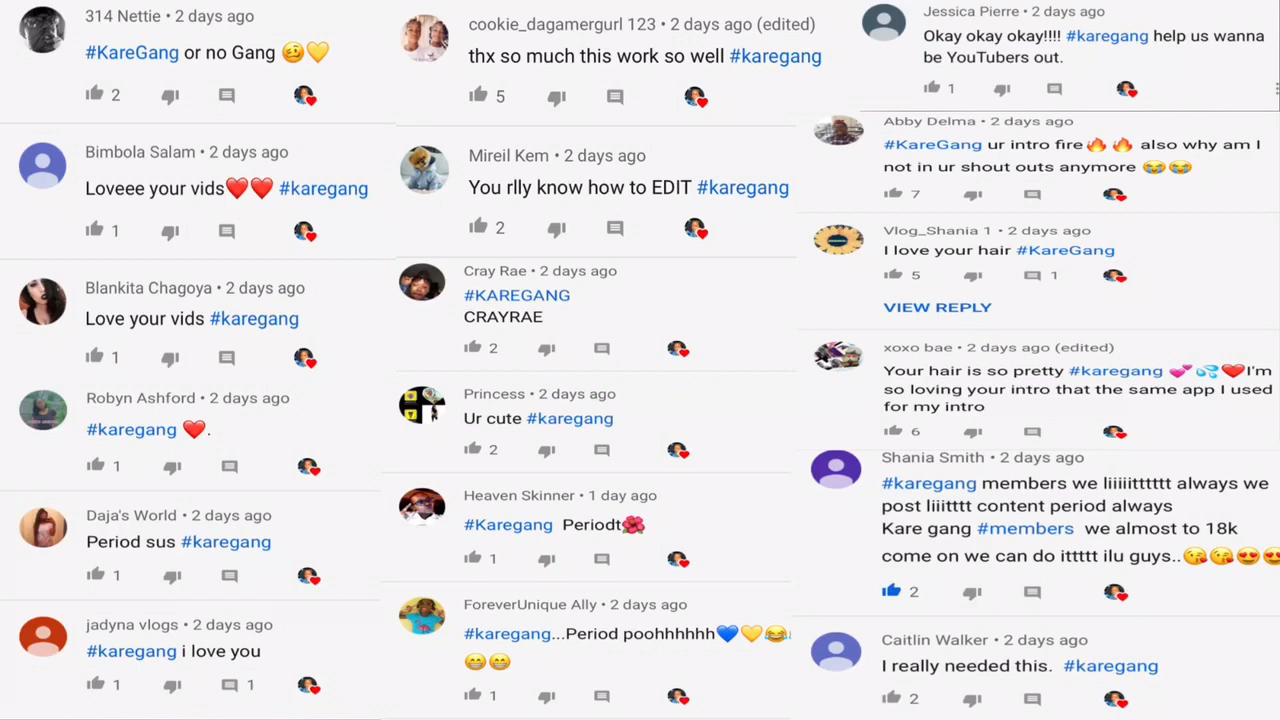 314 Nettie • 2 days ago
#KareGang or no Gang 🥴💛
2
Bimbola Salam • 2 days ago
Loveee your vids❤️❤️ #karegang
1
Blankita Chagoya • 2 days ago
Love your vids #karegang
1
Robyn Ashford • 2 days ago
#karegang ❤️.
1
Daja's World • 2 days ago
Period sus #karegang
1
jadyna vlogs • 2 days ago
#karegang i love you
1 1
cookie_dagamergurl 123 • 2 days ago (edited)
thx so much this work so well #karegang
5
Mireil Kem • 2 days ago
You rlly know how to EDIT #karegang
2
Cray Rae • 2 days ago
#KAREGANG
CRAYRAE
2
Princess • 2 days ago
Ur cute #karegang
2
Heaven Skinner • 1 day ago
#Karegang Periodt🌺
1
ForeverUnique Ally • 2 days ago
#karegang...Period poohhhhhh💙💛😂
😁😁
1
Jessica Pierre • 2 days ago
Okay okay okay!!!! #karegang help us wanna
be YouTubers out.
1
Abby Delma • 2 days ago
#KareGang ur intro fire🔥🔥 also why am I
not in ur shout outs anymore 😭😭
7
Vlog_Shania 1 • 2 days ago
I love your hair #KareGang
5 1
VIEW REPLY
xoxo bae • 2 days ago (edited)
Your hair is so pretty #karegang 💕💦❤️I'm
so loving your intro that the same app I used
for my intro
6
Shania Smith • 2 days ago
#karegang members we liiiiitttttt always we
post liiitttt content period always
Kare gang #members we almost to 18k
come on we can do ittttt ilu guys..😘😘😍😍
2
Caitlin Walker • 2 days ago
I really needed this. #karegang
2